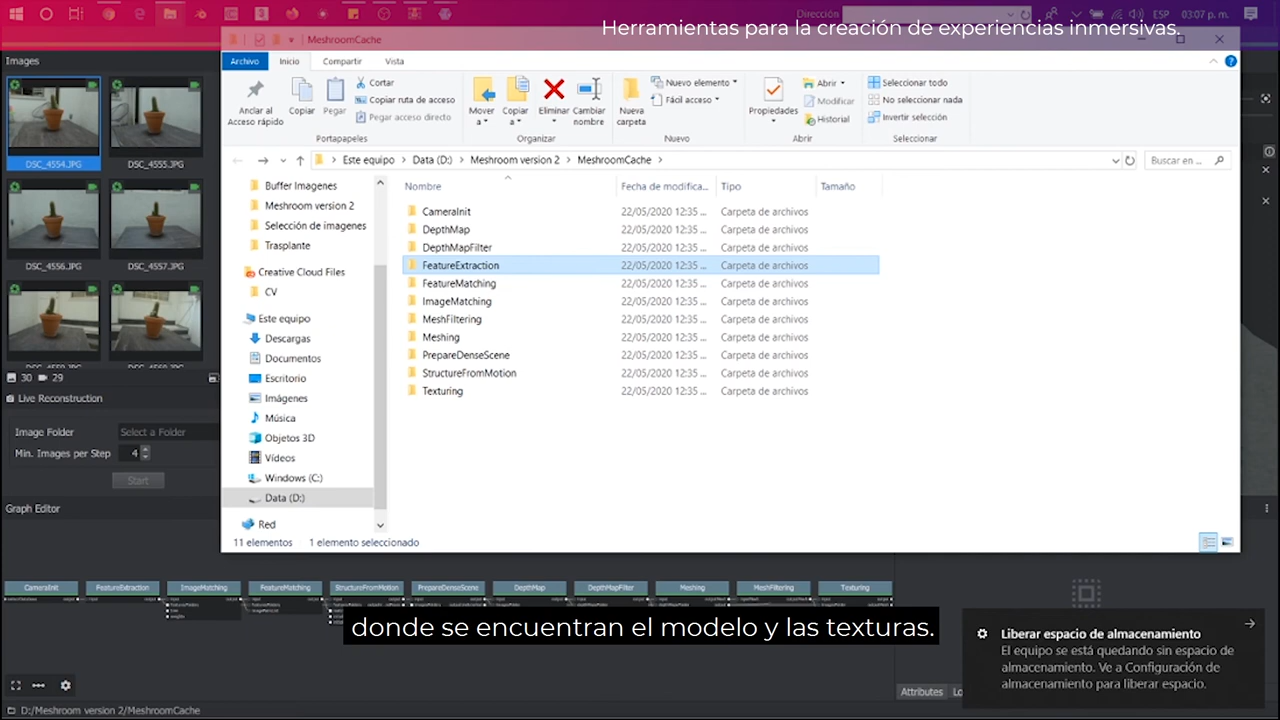 Dirección
ESP
03:07 p. m.
Herramientas para la creación de experiencias inmersivas.
MeshroomCache
Archivo
Inicio
Compartir
Vista
Anclar al
Acceso rápido
Copiar
Pegar
Cortar
Copiar ruta de acceso
Pegar acceso directo
Portapapeles
Mover
a
Copiar
a
Eliminar
Cambiar
nombre
Organizar
Nueva
carpeta
Nuevo elemento
Fácil acceso
Nuevo
Propiedades
Abrir
Modificar
Historial
Abrir
Seleccionar todo
No seleccionar nada
Invertir selección
Seleccionar
Este equipo > Data (D:) > Meshroom version 2 > MeshroomCache >
Buscar en ...
Images
DSC_4554.JPG
DSC_4555.JPG
DSC_4556.JPG
DSC_4557.JPG
30
29
Live Reconstruction
Image Folder
Select a Folder
Min. Images per Step
4
Start
Buffer Imagenes
Meshroom version 2
Selección de imagenes
Trasplante
Creative Cloud Files
CV
Este equipo
Descargas
Documentos
Escritorio
Imágenes
Música
Objetos 3D
Vídeos
Windows (C:)
Data (D:)
Red
Nombre
Fecha de modifica...
Tipo
Tamaño
CameraInit 22/05/2020 12:35 ... Carpeta de archivos
DepthMap 22/05/2020 12:35 ... Carpeta de archivos
DepthMapFilter 22/05/2020 12:35 ... Carpeta de archivos
FeatureExtraction 22/05/2020 12:35 ... Carpeta de archivos
FeatureMatching 22/05/2020 12:35 ... Carpeta de archivos
ImageMatching 22/05/2020 12:35 ... Carpeta de archivos
MeshFiltering 22/05/2020 12:35 ... Carpeta de archivos
Meshing 22/05/2020 12:35 ... Carpeta de archivos
PrepareDenseScene 22/05/2020 12:35 ... Carpeta de archivos
StructureFromMotion 22/05/2020 12:35 ... Carpeta de archivos
Texturing 22/05/2020 12:35 ... Carpeta de archivos
11 elementos
1 elemento seleccionado
Graph Editor
CameraInit
FeatureExtraction
ImageMatching
FeatureMatching
StructureFromMotion
PrepareDenseScene
DepthMap
DepthMapFilter
Meshing
MeshFiltering
Texturing
donde se encuentran el modelo y las texturas.
Liberar espacio de almacenamiento
El equipo se está quedando sin espacio de
almacenamiento. Ve a Configuración de
almacenamiento para liberar espacio.
Attributes
D:/Meshroom version 2/MeshroomCache